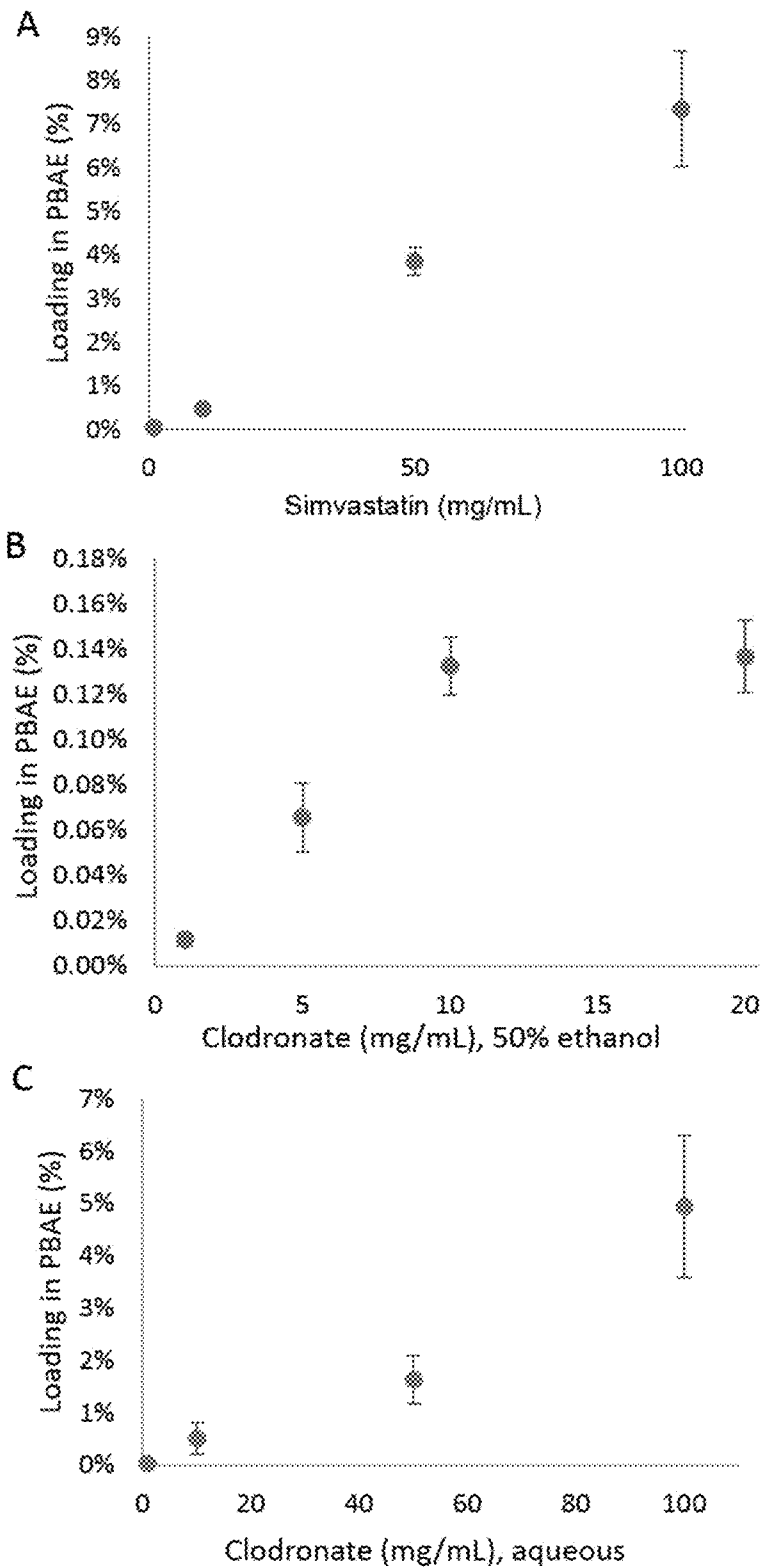 A
9%
8%
7%
6%
5%
4%
3%
2%
1%
0%
Loading in PBAE (%)
0 50 100
Simvastatin (mg/mL)
B
0.18%
0.16%
0.14%
0.12%
0.10%
0.08%
0.06%
0.04%
0.02%
0.00%
Loading in PBAE (%)
0 5 10 15 20
Clodronate (mg/mL), 50% ethanol
C
7%
6%
5%
4%
3%
2%
1%
0%
Loading in PBAE (%)
0 20 40 60 80 100
Clodronate (mg/mL), aqueous